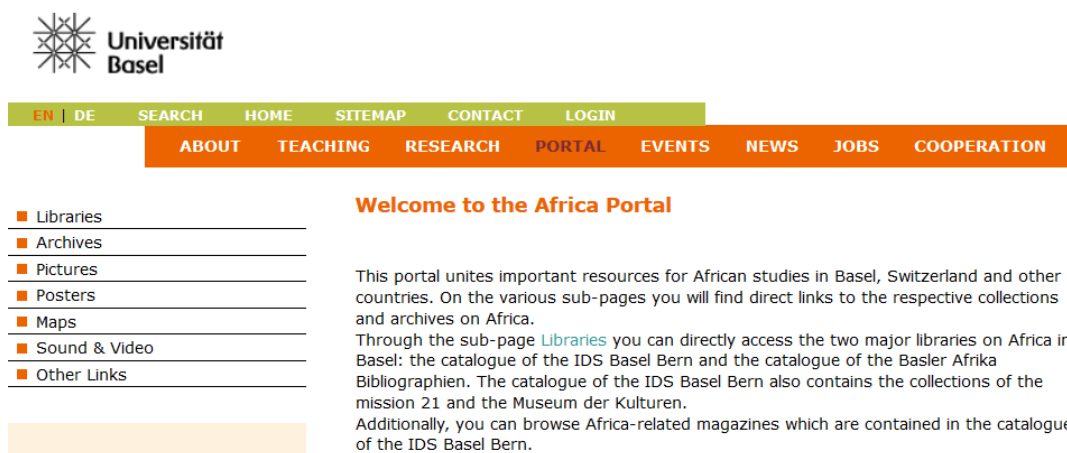 Universität
Basel
EN | DE SEARCH HOME SITEMAP CONTACT LOGIN
ABOUT TEACHING RESEARCH PORTAL EVENTS NEWS JOBS COOPERATION
Libraries
Archives
Pictures
Posters
Maps
Sound & Video
Other Links
Welcome to the Africa Portal
This portal unites important resources for African studies in Basel, Switzerland and other
countries. On the various sub-pages you will find direct links to the respective collections
and archives on Africa.
Through the sub-page Libraries you can directly access the two major libraries on Africa in
Basel: the catalogue of the IDS Basel Bern and the catalogue of the Basler Afrika
Bibliographien. The catalogue of the IDS Basel Bern also contains the collections of the
mission 21 and the Museum der Kulturen.
Additionally, you can browse Africa-related magazines which are contained in the catalogue
of the IDS Basel Bern.